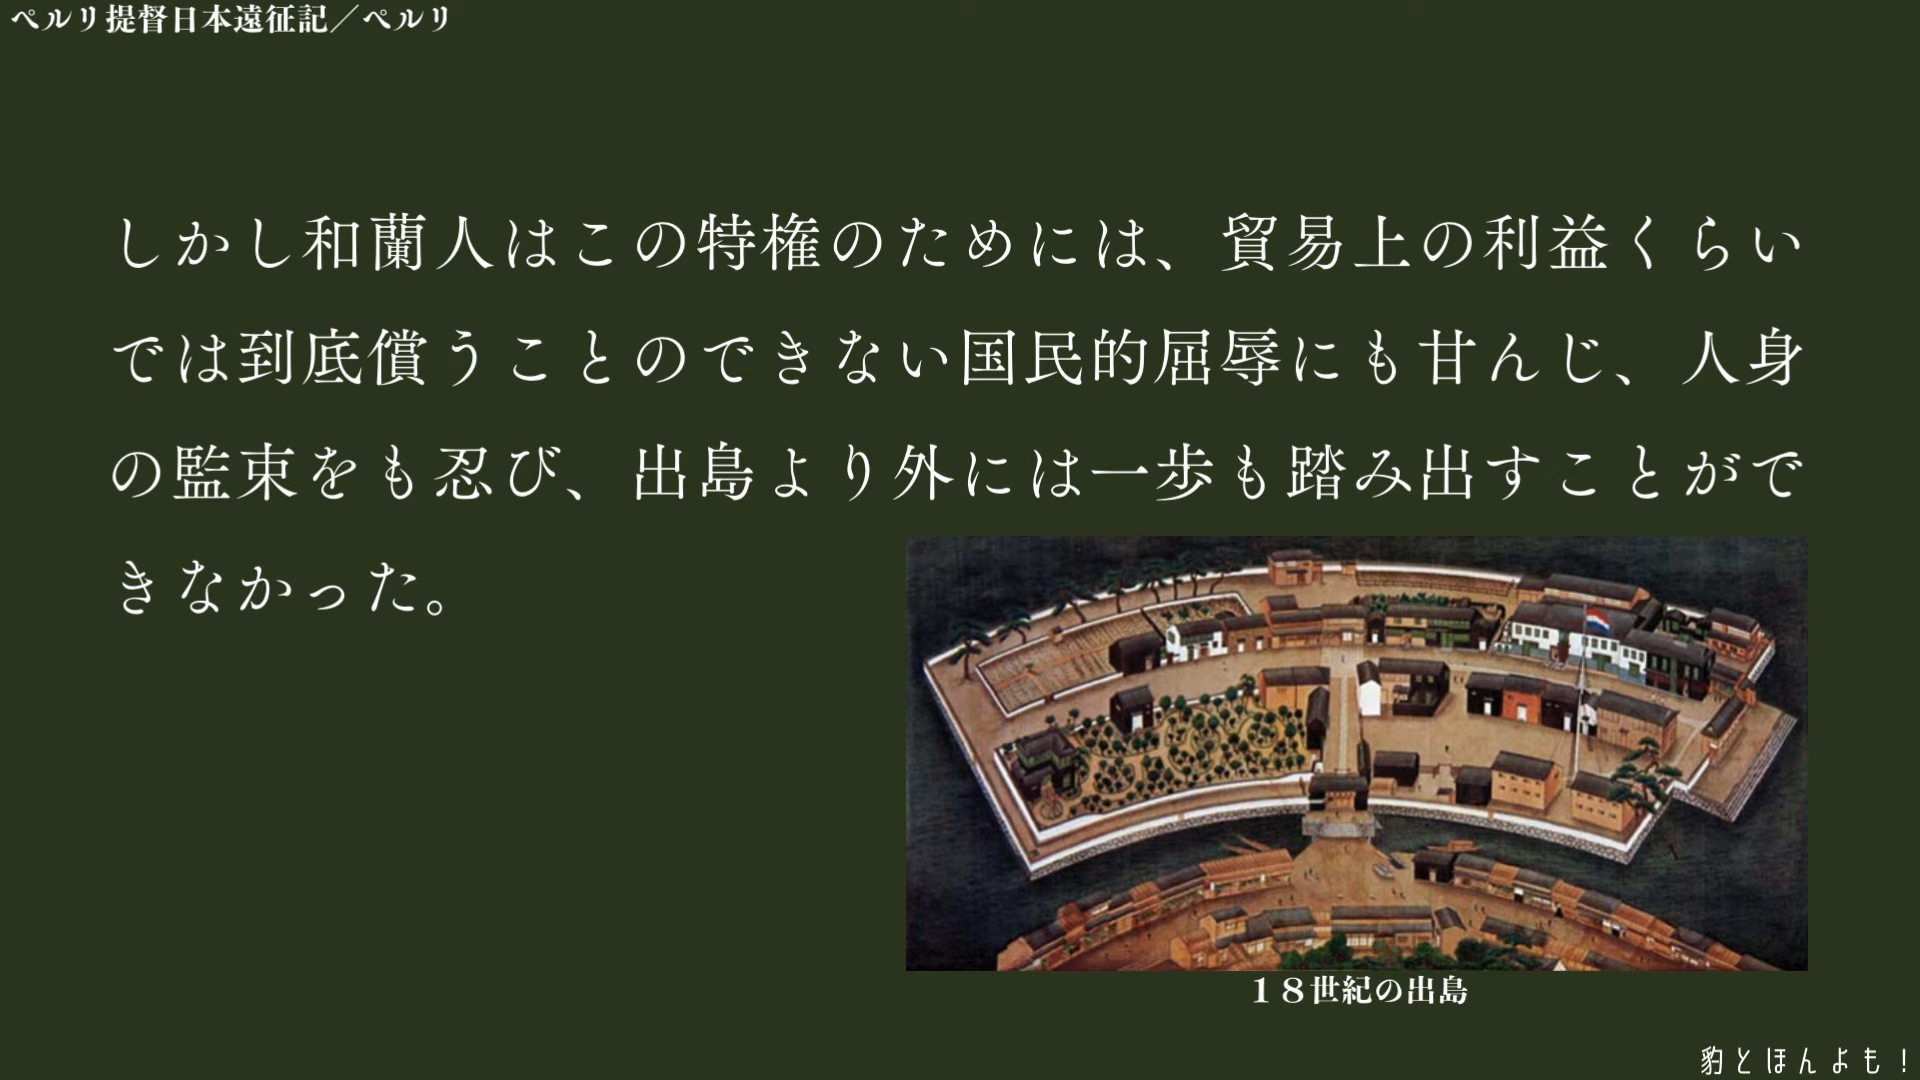 ペルリ提督日本遠征記／ペルリ
しかし和蘭人はこの特権のためには、貿易上の利益くらい
では到底償うことのできない国民的屈辱にも甘んじ、人身
の監束をも忍び、出島より外には一歩も踏み出すことがで
きなかった。
１８世紀の出島
豹とほんよも！